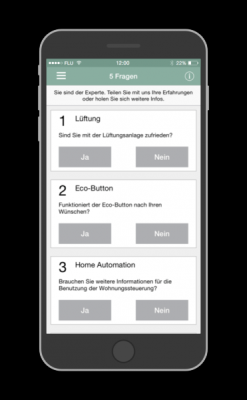 FLU 12:00 22%
5 Fragen
Sie sind der Experte. Teilen Sie mit uns Ihre Erfahrungen
oder holen Sie sich weitere Infos.
1 Lüftung
Sind Sie mit der Lüftungsanlage zufrieden?
Ja Nein
2 Eco-Button
Funktioniert der Eco-Button nach Ihren
Wünschen?
Ja Nein
3 Home Automation
Brauchen Sie weitere Informationen für die
Benutzung der Wohnungssteuerung?
Ja Nein